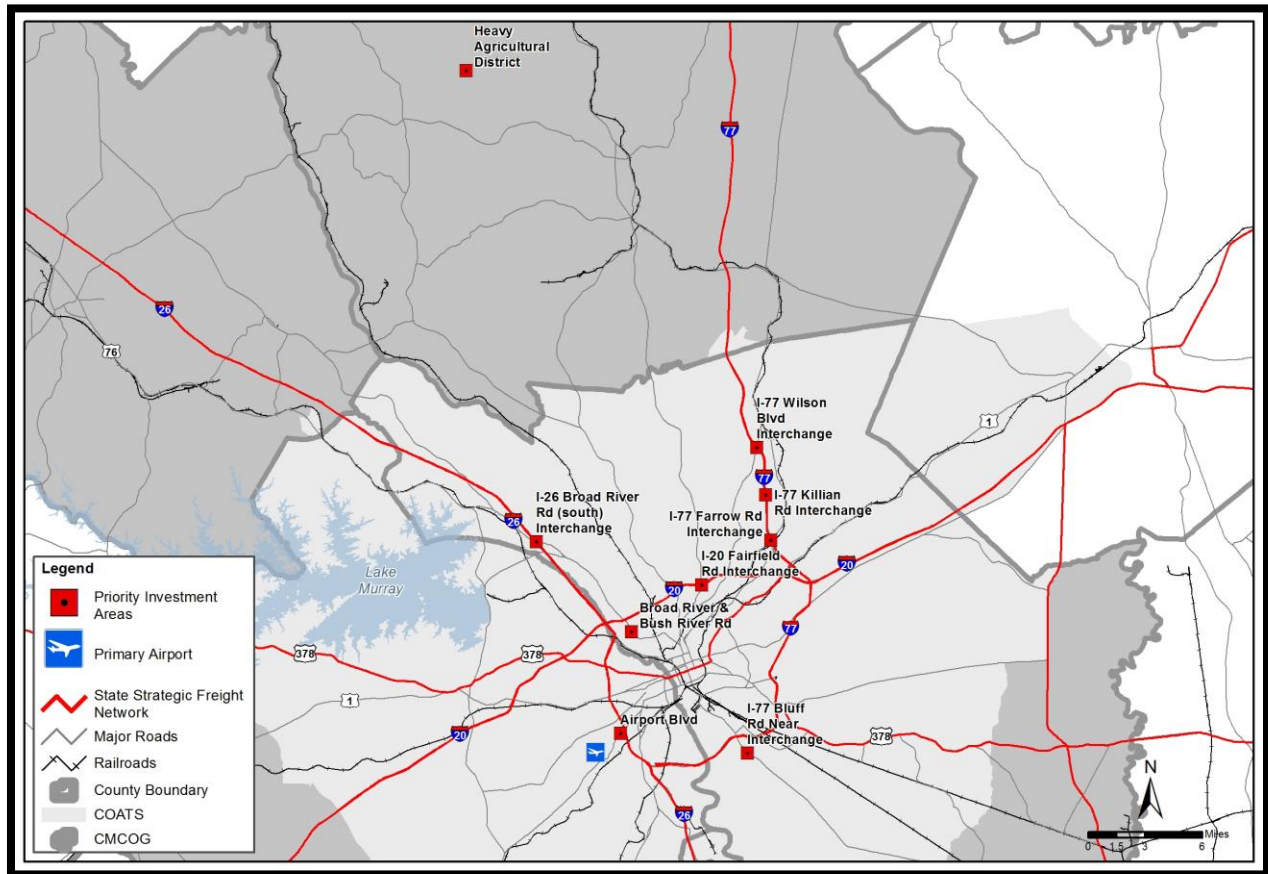 Heavy
Agricultural
District
77
26
76
1
I-77 Wilson
Blvd
Interchange
77
I-77 Killian
Rd Interchange
I-26 Broad River
Rd (south)
Interchange
26
I-77 Farrow Rd
Interchange
I-20 Fairfield
Rd Interchange
20
20
Lake
Murray
Broad River &
Bush River Rd
77
378
378
1
20
Airport Blvd
I-77 Bluff
Rd Near
Interchange
378
26
Legend
Priority Investment
Areas
Primary Airport
State Strategic Freight
Network
Major Roads
Railroads
County Boundary
COATS
CMCOG
N
Miles
0 1.5 3 6